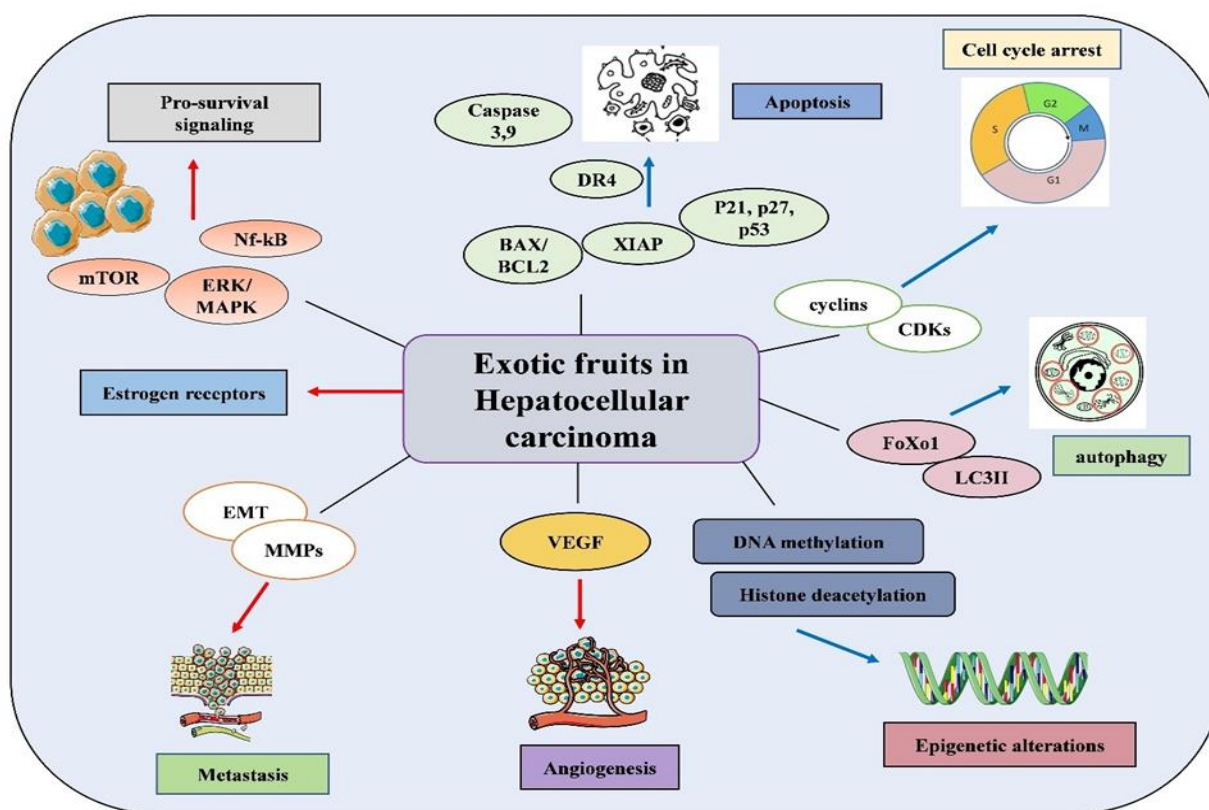 Cell cycle arrest
Pro-survival
signaling
Caspase
3,9
Apoptosis
G2
S
M
G1
DR4
P21, p27,
p53
Nf-kB
BAX/
BCL2
XIAP
mTOR
ERK/
MAPK
cyclins
CDKs
Exotic fruits in
Hepatocellular
carcinoma
Estrogen receptors
FoXo1
LC3II
autophagy
EMT
MMPs
VEGF
DNA methylation
Histone deacetylation
Metastasis
Angiogenesis
Epigenetic alterations